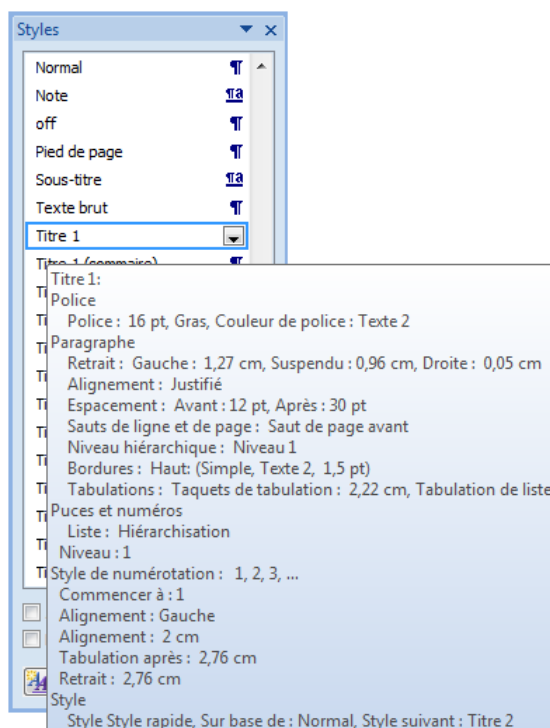 Styles
Normal
Note
off
Pied de page
Sous-titre
Texte brut
Titre 1
Titre 1:
Police
Police : 16 pt, Gras, Couleur de police : Texte 2
Paragraphe
Retrait : Gauche : 1,27 cm, Suspendu : 0,96 cm, Droite : 0,05 cm
Alignement : Justifié
Espacement : Avant : 12 pt, Après : 30 pt
Sauts de ligne et de page : Saut de page avant
Niveau hiérarchique : Niveau 1
Bordures : Haut: (Simple, Texte 2, 1,5 pt)
Tabulations : Taquets de tabulation : 2,22 cm, Tabulation de liste
Puces et numéros
Liste : Hiérarchisation
Niveau : 1
Style de numérotation : 1, 2, 3, ...
Commencer à : 1
Alignement : Gauche
Alignement : 2 cm
Tabulation après : 2,76 cm
Retrait : 2,76 cm
Style
Style Style rapide, Sur base de : Normal, Style suivant : Titre 2